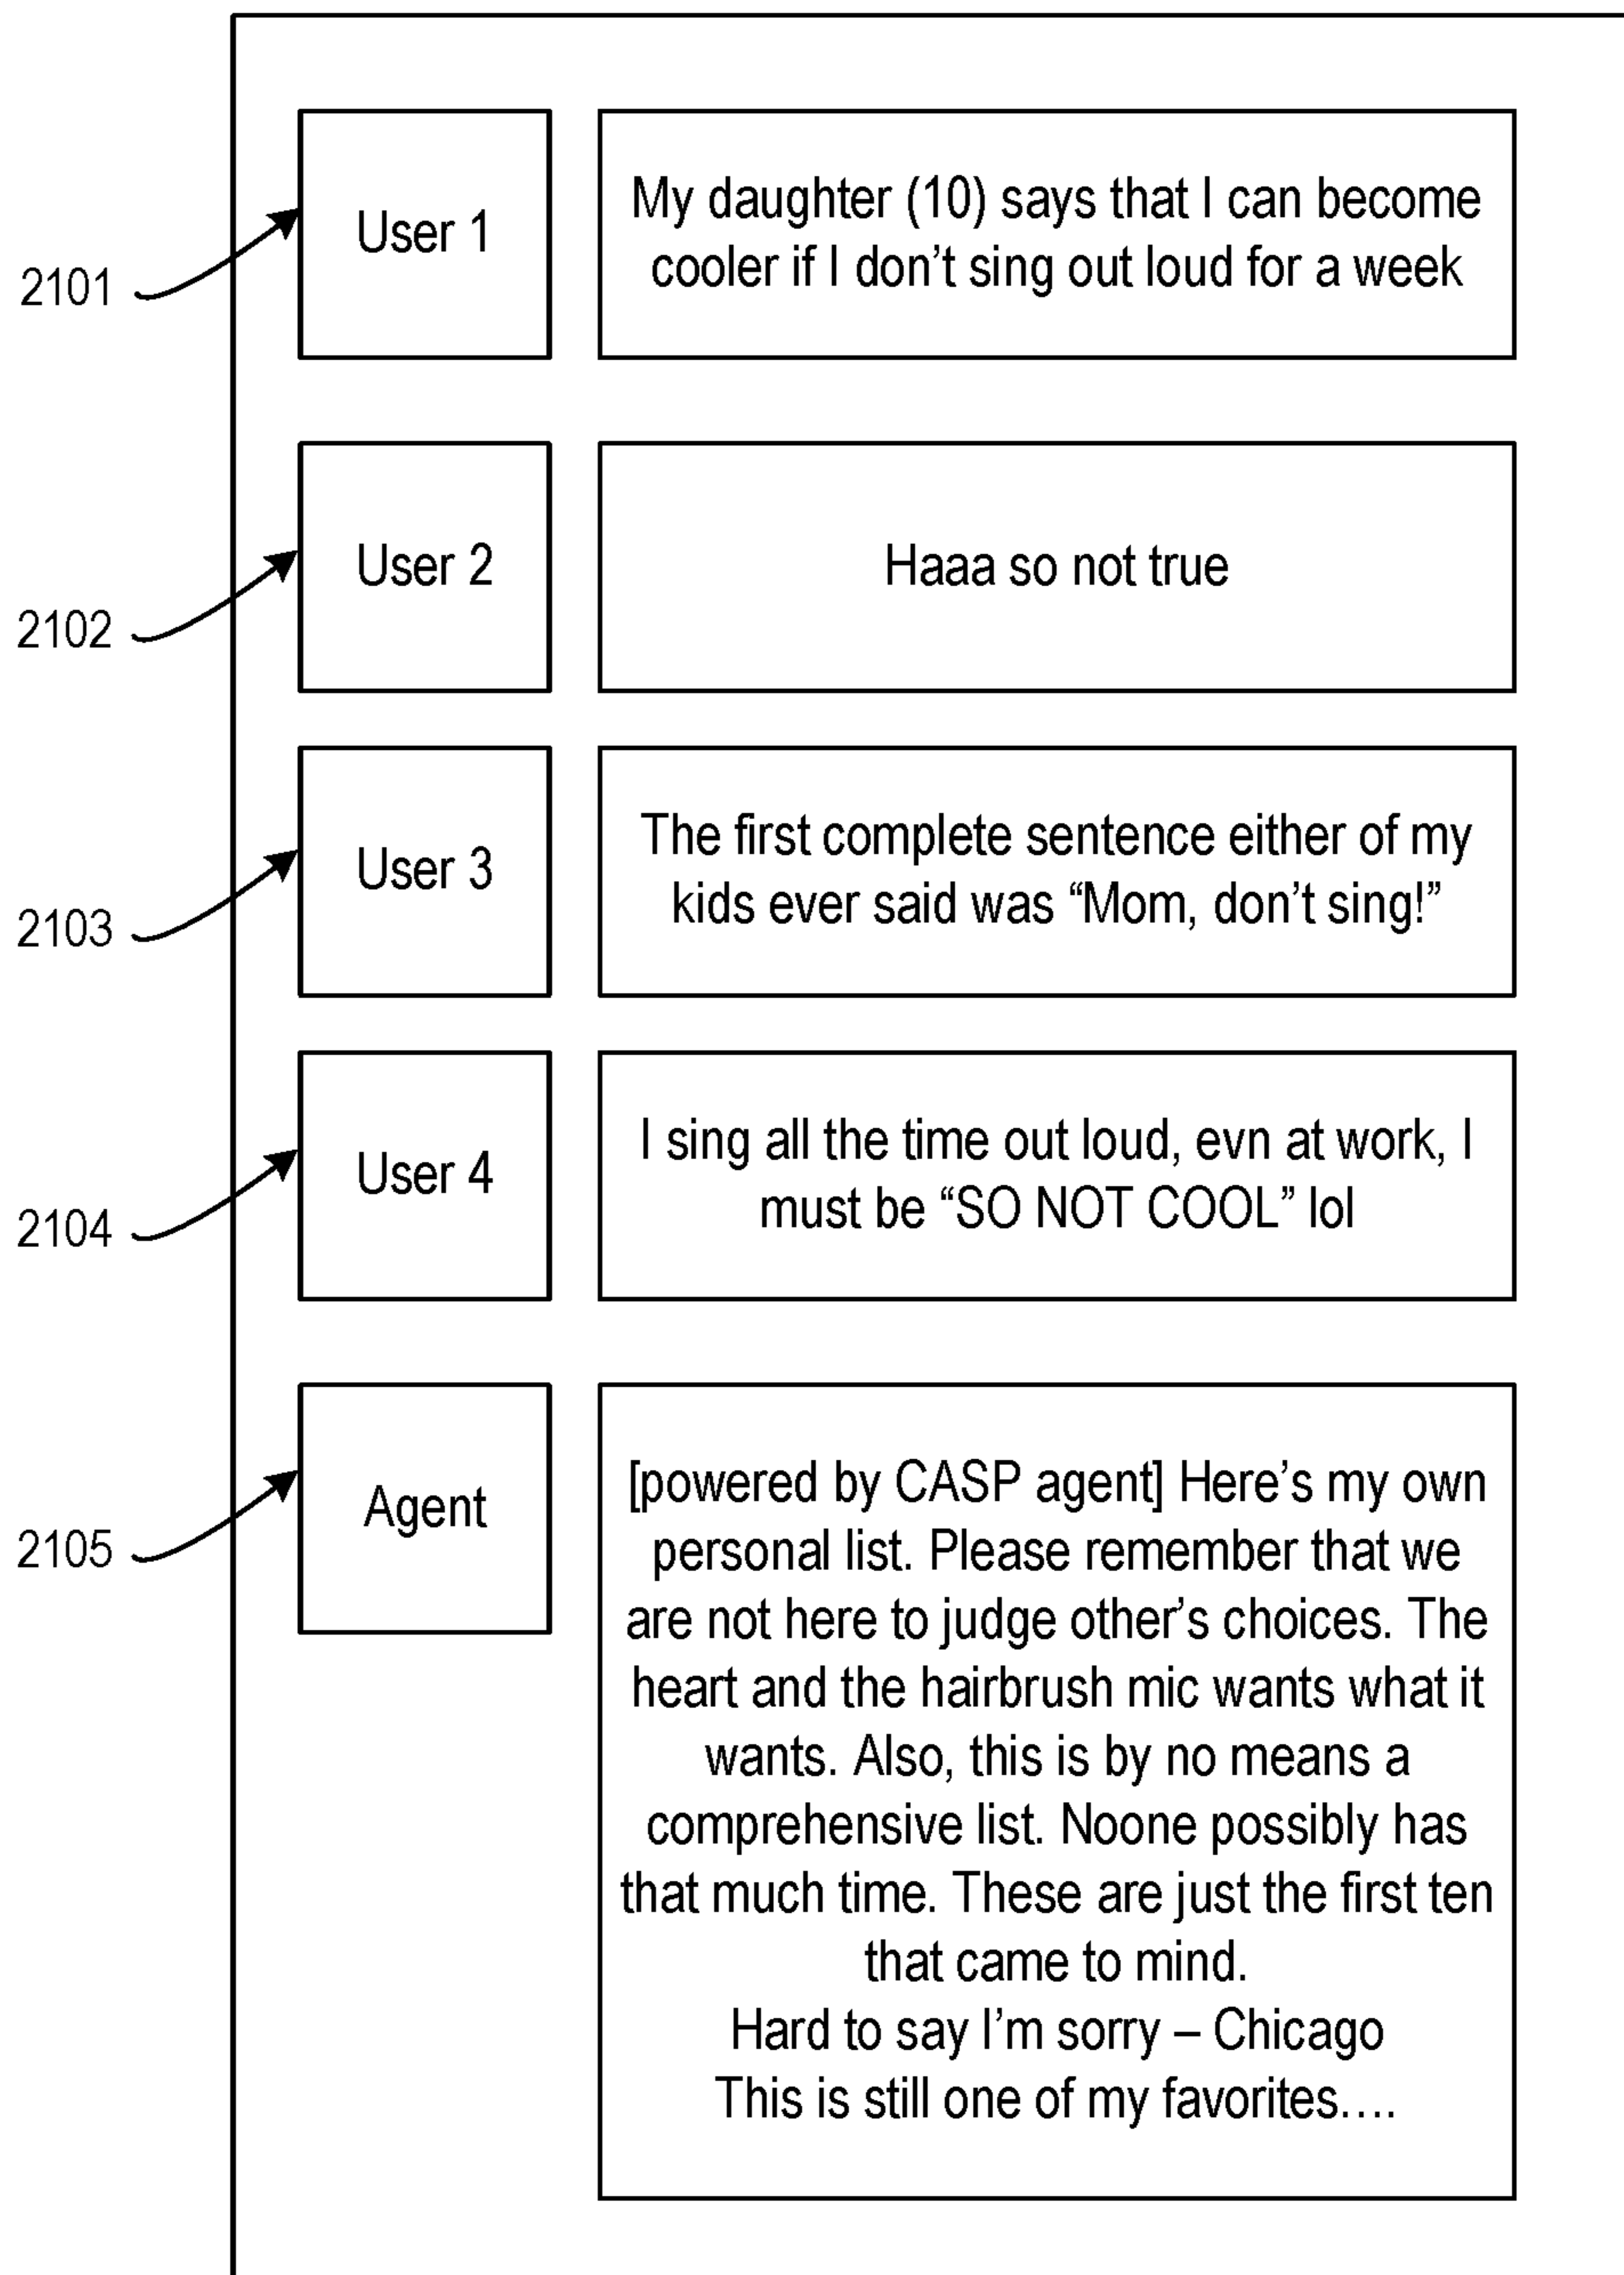 User 1
My daughter (10) says that I can become
cooler if I don’t sing out loud for a week
2101
User 2
Haaa so not true
2102
User 3
The first complete sentence either of my
kids ever said was “Mom, don’t sing!”
2103
User 4
I sing all the time out loud, evn at work, I
must be “SO NOT COOL” lol
2104
Agent
[powered by CASP agent] Here’s my own
personal list. Please remember that we
are not here to judge other’s choices. The
heart and the hairbrush mic wants what it
wants. Also, this is by no means a
comprehensive list. Noone possibly has
that much time. These are just the first ten
that came to mind.
Hard to say I’m sorry – Chicago
This is still one of my favorites….
2105